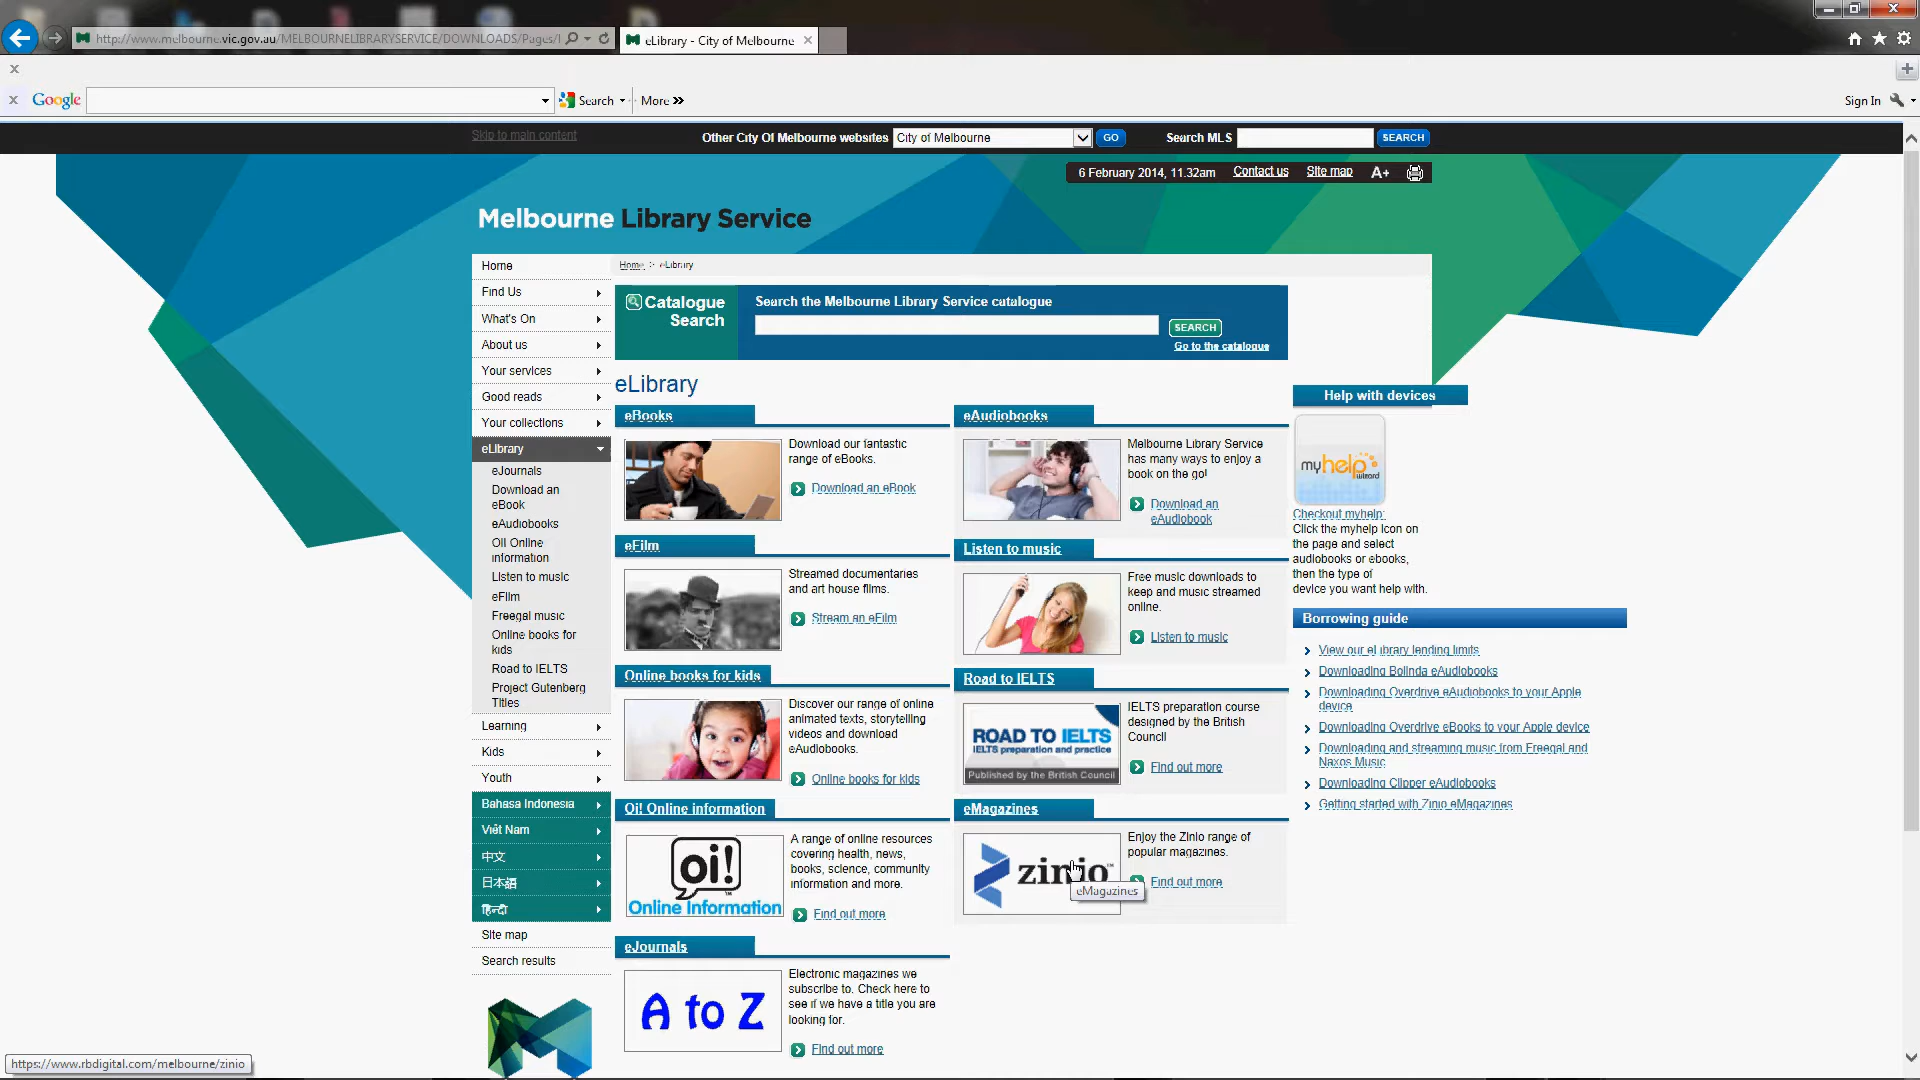 http://www.melbourne.vic.gov.au/MELBOURNELIBRARYSERVICE/DOWNLOADS/Pages/
eLibrary - City of Melbourne
Google
Search
More
Sign In
Skip to main content
Other City Of Melbourne websites
City of Melbourne
GO
Search MLS
SEARCH
6 February 2014, 11.32am
Contact us
Site map
A+
Melbourne Library Service
Home
Find Us
What's On
About us
Your services
Good reads
Your collections
eLibrary
eJournals
Download an
eBook
eAudiobooks
OiI Online
information
Listen to music
eFilm
Freegal music
Online books for
kids
Road to IELTS
Project Gutenberg
Titles
Learning
Kids
Youth
Bahasa Indonesia
Việt Nam
中文
日本語
हिन्दी
Site map
Search results
Home > eLibrary
Catalogue
Search
Search the Melbourne Library Service catalogue
SEARCH
Go to the catalogue
eLibrary
eBooks
Download our fantastic
range of eBooks.
Download an eBook
eFilm
Streamed documentaries
and art house films.
Stream an eFilm
Online books for kids
Discover our range of online
animated texts, storytelling
videos and download
eAudiobooks.
Online books for kids
Oi! Online information
oi!
Online Information
A range of online resources
covering health, news,
books, science, community
information and more.
Find out more
eJournals
A to Z
Electronic magazines we
subscribe to. Check here to
see if we have a title you are
looking for.
Find out more
eAudiobooks
Melbourne Library Service
has many ways to enjoy a
book on the go!
Download an
eAudiobook
Listen to music
Free music downloads to
keep and music streamed
online.
Listen to music
Road to IELTS
ROAD TO IELTS
IELTS preparation and practice
Published by the British Council
IELTS preparation course
designed by the British
Council
Find out more
eMagazines
zinio
eMagazines
Enjoy the Zinio range of
popular magazines.
Find out more
Help with devices
myhelp
wizard
Checkout myhelp:
Click the myhelp icon on
the page and select
audiobooks or ebooks,
then the type of
device you want help with.
Borrowing guide
View our eLibrary lending limits
Downloading Bolinda eAudiobooks
Downloading Overdrive eAudiobooks to your Apple
device
Downloading Overdrive eBooks to your Apple device
Downloading and streaming music from Freegal and
Naxos Music
Downloading Clipper eAudiobooks
Getting started with Zinio eMagazines
https://www.rbdigital.com/melbourne/zinio